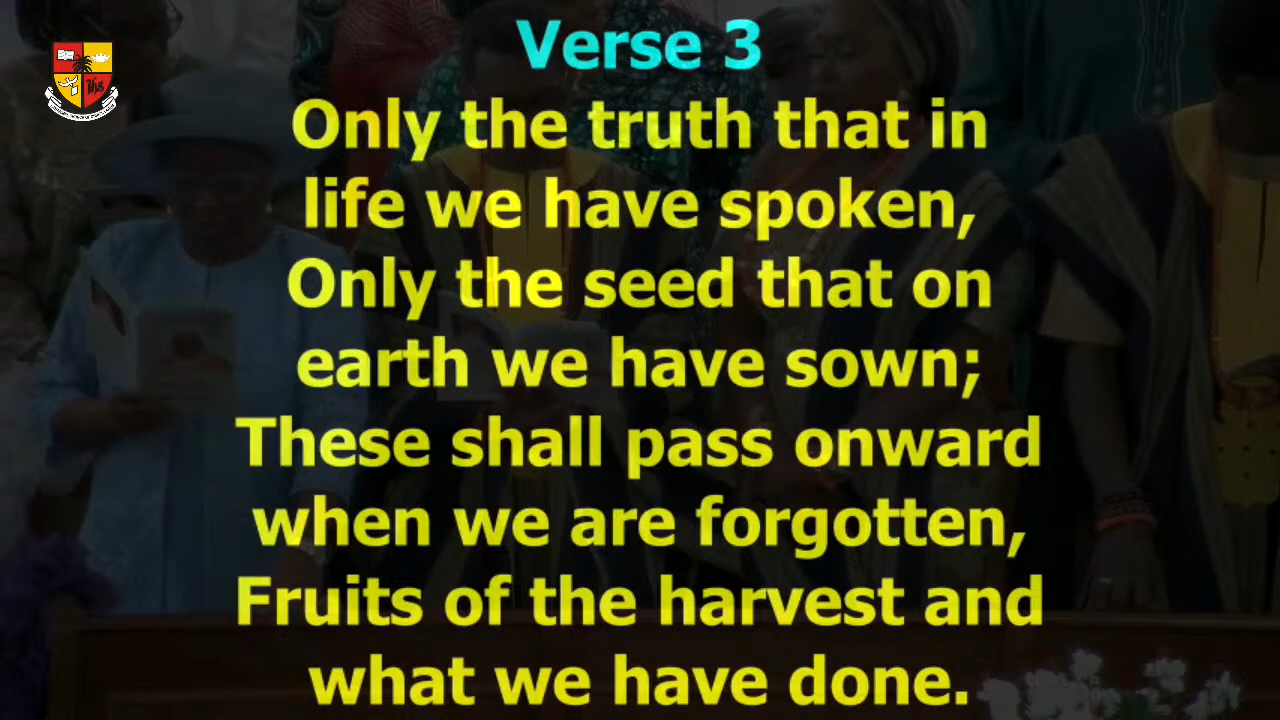 Verse 3
Only the truth that in
life we have spoken,
Only the seed that on
earth we have sown;
These shall pass onward
when we are forgotten,
Fruits of the harvest and
what we have done.